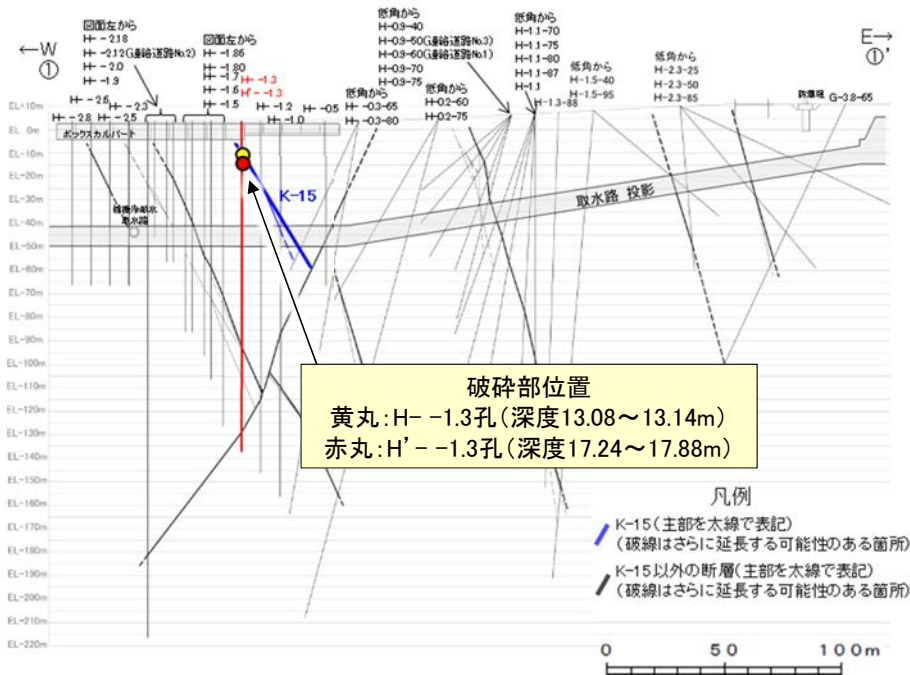 ←W
①
E→
①'
図面左から
H- -2.18
H- -2.12(連絡道路No.2)
H- -2.0
H- -1.9
図面左から
H- -1.86
H- -1.80
H- -1.7
H- -1.6
H- -1.5
H- -1.3
H'- -1.3
低角から
H-0.9-40
H-0.9-50(連絡道路No.3)
H-0.9-60(連絡道路No.1)
H-0.9-70
H-0.9-75
低角から
H-1.1-70
H-1.1-75
H-1.1-80
H-1.1-87
H-1.1
低角から
H-1.5-40
H-1.5-95
低角から
H-2.3-25
H-2.3-50
H-2.3-85
G-3.8-65
H- -2.6
H- -2.3
H- -2.8
H- -2.5
H- -1.2
H- -0.5
H- -1.0
低角から
H-0.3-65
H-0.3-80
低角から
H-0.2-60
H-0.2-75
H-1.3-88
ボックスカルバート
取水路
取水路 投影
K-15
EL+10m
EL 0m
EL-10m
EL-20m
EL-30m
EL-40m
EL-50m
EL-60m
EL-70m
EL-80m
EL-90m
EL-100m
EL-110m
EL-120m
EL-130m
EL-140m
EL-150m
EL-160m
EL-170m
EL-180m
EL-190m
EL-200m
EL-210m
EL-220m
破砕部位置
黄丸:H- -1.3孔(深度13.08～13.14m)
赤丸:H'- -1.3孔(深度17.24～17.88m)
凡例
K-15(主部を太線で表記)
(破線はさらに延長する可能性のある箇所)
K-15以外の断層(主部を太線で表記)
(破線はさらに延長する可能性のある箇所)
0 50 100m